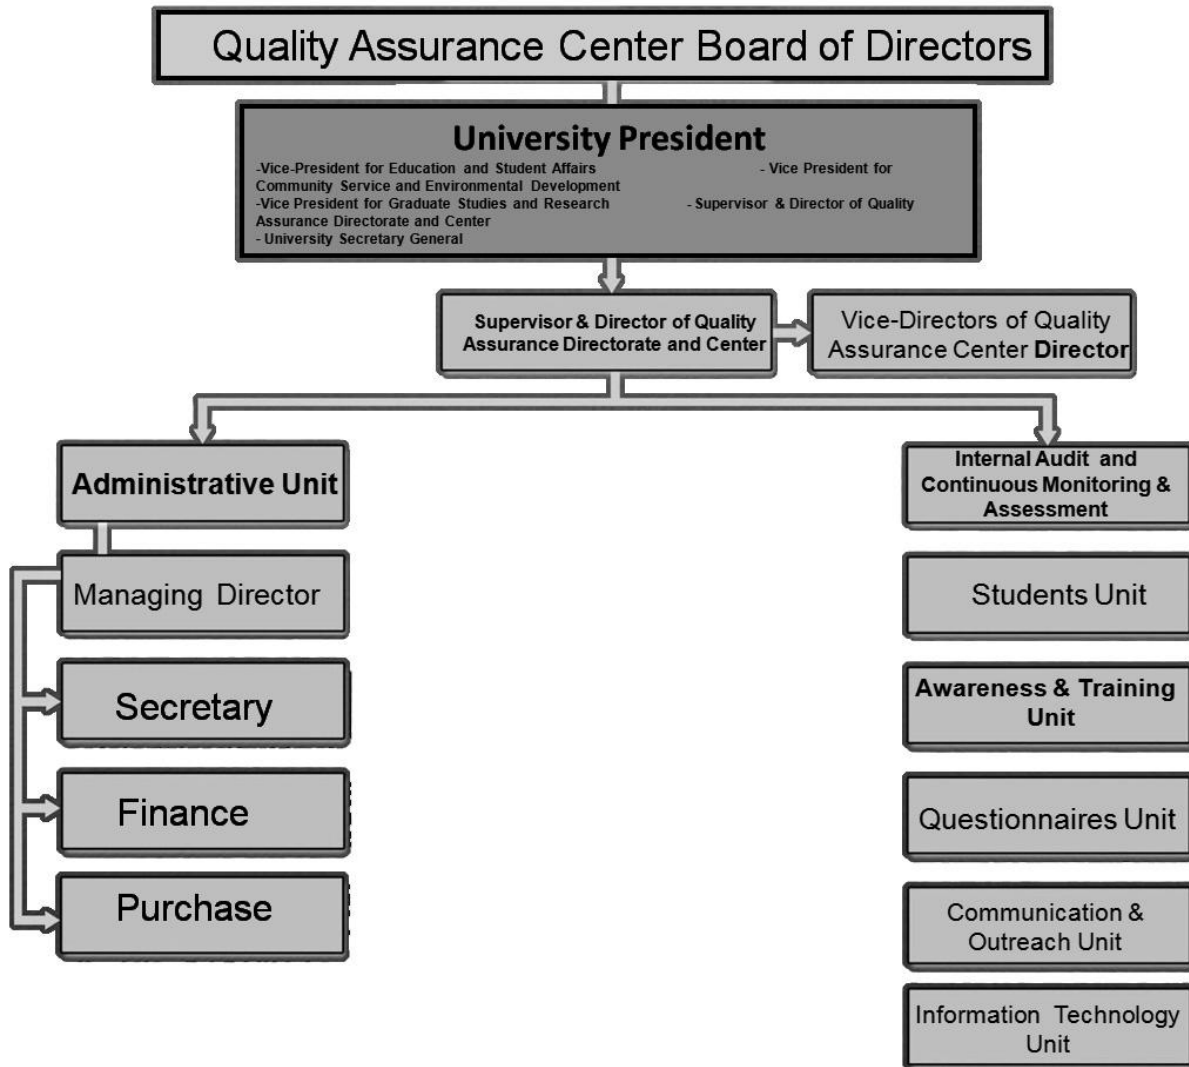 Quality Assurance Center Board of Directors
University President
-Vice-President for Education and Student Affairs - Vice President for
Community Service and Environmental Development
-Vice President for Graduate Studies and Research - Supervisor & Director of Quality
Assurance Directorate and Center
- University Secretary General
Supervisor & Director of Quality
Assurance Directorate and Center
Vice-Directors of Quality
Assurance Center Director
Administrative Unit
Managing Director
Secretary
Finance
Purchase
Internal Audit and
Continuous Monitoring &
Assessment
Students Unit
Awareness & Training
Unit
Questionnaires Unit
Communication &
Outreach Unit
Information Technology
Unit